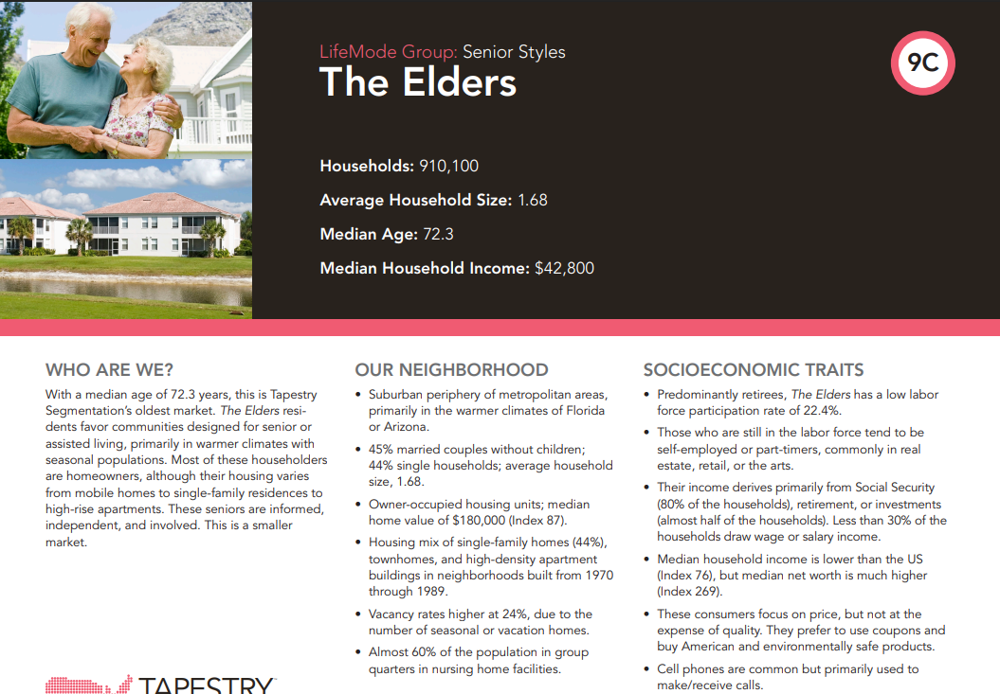 LifeMode Group: Senior Styles
The Elders
9C
Households: 910,100
Average Household Size: 1.68
Median Age: 72.3
Median Household Income: $42,800
WHO ARE WE?
With a median age of 72.3 years, this is Tapestry
Segmentation’s oldest market. The Elders resi-
dents favor communities designed for senior or
assisted living, primarily in warmer climates with
seasonal populations. Most of these householders
are homeowners, although their housing varies
from mobile homes to single-family residences to
high-rise apartments. These seniors are informed,
independent, and involved. This is a smaller
market.
OUR NEIGHBORHOOD
• Suburban periphery of metropolitan areas,
primarily in the warmer climates of Florida
or Arizona.
• 45% married couples without children;
44% single households; average household
size, 1.68.
• Owner-occupied housing units; median
home value of $180,000 (Index 87).
• Housing mix of single-family homes (44%),
townhomes, and high-density apartment
buildings in neighborhoods built from 1970
through 1989.
• Vacancy rates higher at 24%, due to the
number of seasonal or vacation homes.
• Almost 60% of the population in group
quarters in nursing home facilities.
SOCIOECONOMIC TRAITS
• Predominantly retirees, The Elders has a low labor
force participation rate of 22.4%.
• Those who are still in the labor force tend to be
self-employed or part-timers, commonly in real
estate, retail, or the arts.
• Their income derives primarily from Social Security
(80% of the households), retirement, or investments
(almost half of the households). Less than 30% of the
households draw wage or salary income.
• Median household income is lower than the US
(Index 76), but median net worth is much higher
(Index 269).
• These consumers focus on price, but not at the
expense of quality. They prefer to use coupons and
buy American and environmentally safe products.
• Cell phones are common but primarily used to
make/receive calls.
TAPESTRY™